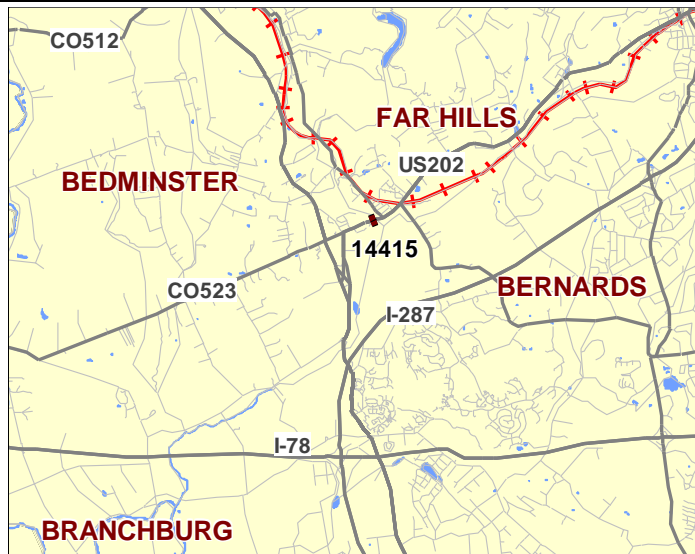 CO512
FAR HILLS
US202
BEDMINSTER
14415
CO523
BERNARDS
I-287
I-78
BRANCHBURG